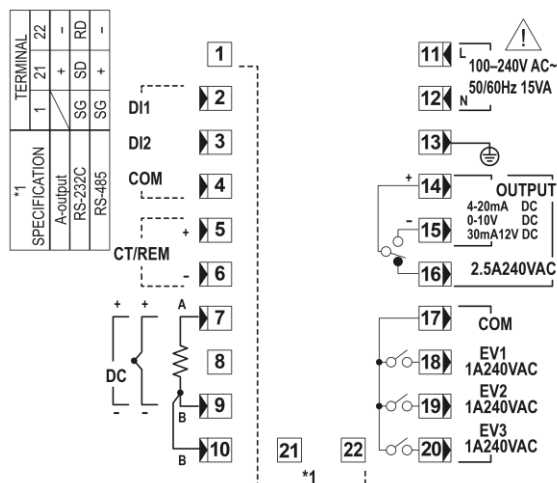 TERMINAL
1 21 22
*1
SPECIFICATION
A-output + -
RS-232C SG SD RD
RS-485 SG + -
1
2
3
4
5
6
7
8
9
10
DI1
DI2
COM
+
CT/REM
-
+ + A
DC
- - B
B
21 22
*1
11 L
100–240V AC~
50/60Hz 15VA
12 N
13
+ 14 OUTPUT
4-20mA DC
0-10V DC
30mA12V DC
- 15
16 2.5A240VAC
17 COM
18 EV1
1A240VAC
19 EV2
1A240VAC
20 EV3
1A240VAC
!